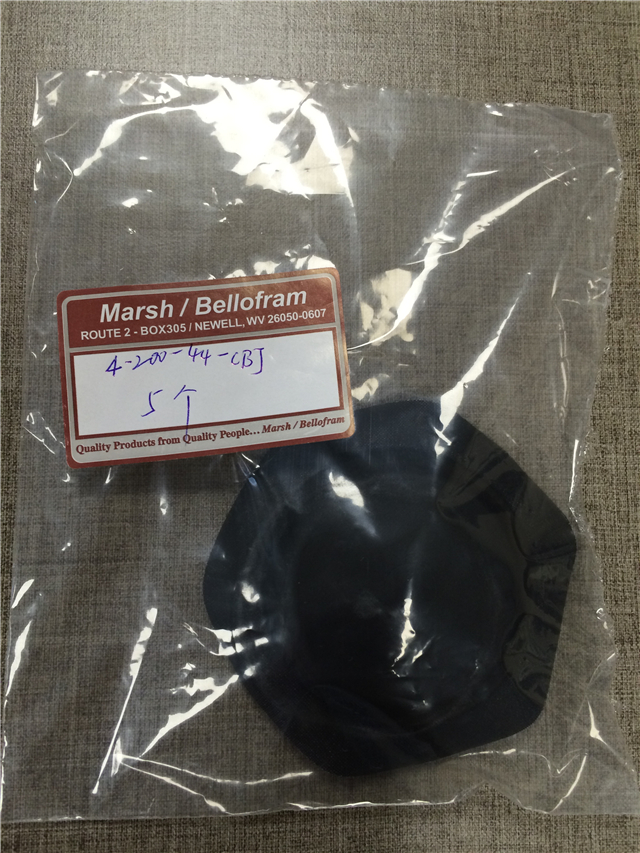 Marsh / Bellofram
ROUTE 2 - BOX305 / NEWELL, WV 26050-0607
4-200-44-CBJ
5个
Quality Products from Quality People... Marsh / Bellofram